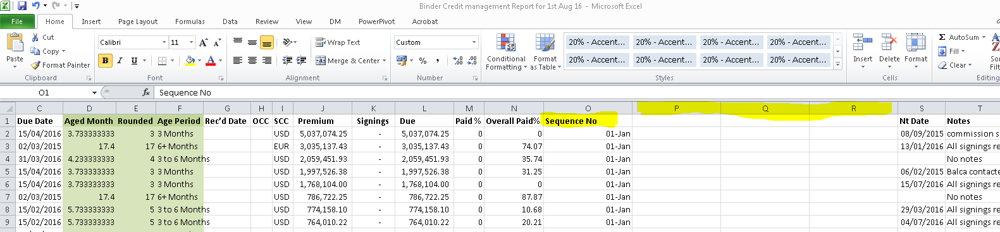 Binder Credit management Report for 1st Aug 16 - Microsoft Excel
File Home Insert Page Layout Formulas Data Review View DM PowerPivot Acrobat
Cut Calibri 11 A A Wrap Text Custom 20% - Accent... 20% - Accent... 20% - Accent... 20% - Accent... Σ AutoSum
Copy Fill
Paste Format Painter B I U A Merge & Center % , Conditional Formatting Format as Table 20% - Accent... 20% - Accent... 20% - Accent... 20% - Accent... Insert Delete Format Clear
Clipboard Font Alignment Number Styles Cells Editing
O1 fx Sequence No
C D E F G H I J K L M N O P Q R S T
1 Due Date Aged Month Rounded Age Period Rec'd Date OCC SCC Premium Signings Due Paid % Overall Paid% Sequence No Nt Date Notes
2 15/04/2016 3.733333333 3 3 Months USD 5,037,074.25 - 5,037,074.25 0 0 01-Jan 08/09/2015 commission s
3 02/03/2015 17.4 17 6+ Months EUR 3,035,137.43 - 3,035,137.43 0 74.07 01-Jan 13/01/2016 All signings re
4 31/03/2016 4.233333333 4 3 to 6 Months USD 2,059,451.93 - 2,059,451.93 0 35.74 01-Jan No notes
5 15/04/2016 3.733333333 3 3 Months USD 1,997,526.38 - 1,997,526.38 0 31.25 01-Jan 06/02/2015 Balca contacte
6 15/04/2016 3.733333333 3 3 Months USD 1,768,104.00 - 1,768,104.00 0 0 01-Jan 15/07/2016 All signings re
7 02/03/2015 17.4 17 6+ Months USD 786,722.25 - 786,722.25 0 87.87 01-Jan No notes
8 15/02/2016 5.733333333 5 3 to 6 Months USD 774,158.10 - 774,158.10 0 10.68 01-Jan 29/03/2016 All signings re
9 15/02/2016 5.733333333 5 3 to 6 Months USD 764,010.22 - 764,010.22 0 20.21 01-Jan 04/07/2016 All signings re